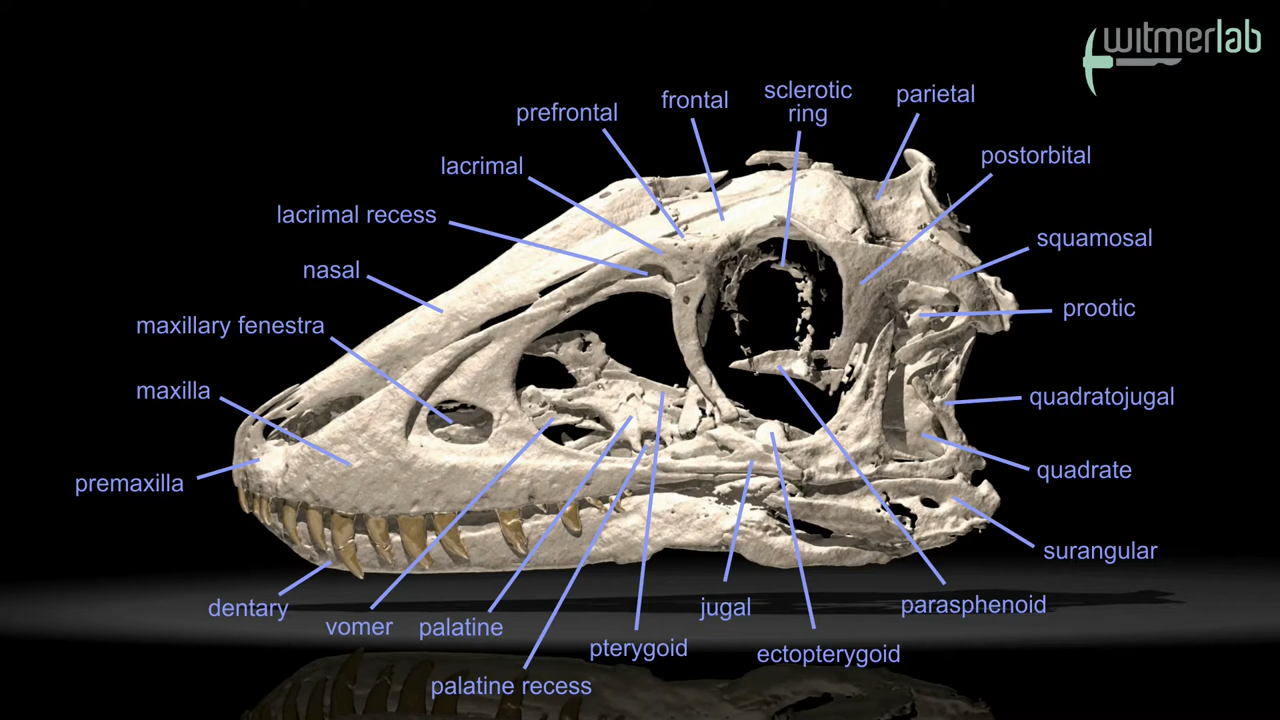 witmerlab
sclerotic
ring
parietal
frontal
prefrontal
postorbital
lacrimal
lacrimal recess
squamosal
nasal
prootic
maxillary fenestra
maxilla
quadratojugal
quadrate
premaxilla
surangular
dentary
jugal
parasphenoid
vomer
palatine
pterygoid
ectopterygoid
palatine recess